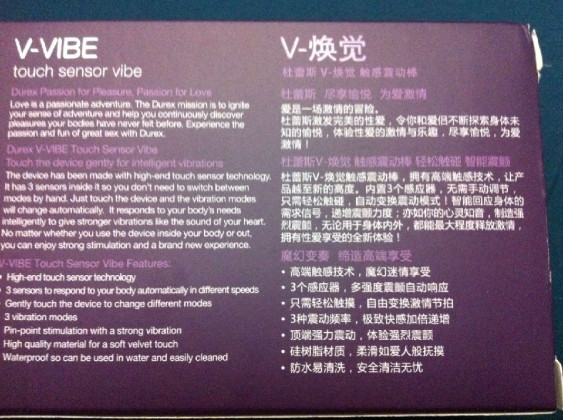 V-VIBE
touch sensor vibe
Durex Passion for Pleasure, Passion for Love
Love is a passionate adventure. The Durex mission is to ignite
your sense of adventure and help you continuously discover
pleasures your bodies have never felt before. Experience the
passion and fun of great sex with Durex.
Durex V-VIBE Touch Sensor Vibe
Touch the device gently for intelligent vibrations
The device has been made with high-end touch sensor technology.
It has 3 sensors inside it so you don't need to switch between
modes by hand. Just touch the device and the vibration modes
will change automatically. It responds to your body's needs
intelligently to give stronger vibrations like the sound of your heart.
No matter whether you use the device inside your body or out,
you can enjoy strong stimulation and a brand new experience.
V-VIBE Touch Sensor Vibe Features:
High-end touch sensor technology
• 3 sensors to respond to your body automatically in different speeds
Gently touch the device to change different modes
3 vibration modes
Pin-point stimulation with a strong vibration
High quality material for a soft velvet touch
Waterproof so can be used in water and easily cleaned
V-焕觉
杜蕾斯 V-焕觉 触感震动棒
杜蕾斯 尽享愉悦 为爱激情
爱是一场激情的冒险。
杜蕾斯激发完美的性爱，令你和爱侣不断探索身体未
知的愉悦，体验性爱的激情与乐趣，尽享愉悦，为爱
激情！
杜蕾斯V-焕觉 触感震动棒 轻松触碰 智能震颤
杜蕾斯V-焕觉触感震动棒，拥有高端触感技术，让产
品越至新的高度。内置3个感应器，无需手动调节，
只需轻松触碰，自动变换震动模式！智能回应身体的
需求信号，递增震颤力度；亦如你的心灵知音，制造强
烈震颤，无论用于身体内外，都能最大程度释放激情，
拥有性爱享受的全新体验！
魔幻变奏 缔造高端享受
• 高端触感技术，魔幻迷情享受
• 3个感应器，多强度震颤自动响应
• 只需轻松触摸，自由变换激情节拍
• 3种震动频率，极致快感加倍递增
• 顶端强力震动，体验强烈震颤
• 硅树脂材质，柔滑如爱人般抚摸
• 防水易清洗，安全清洁无忧